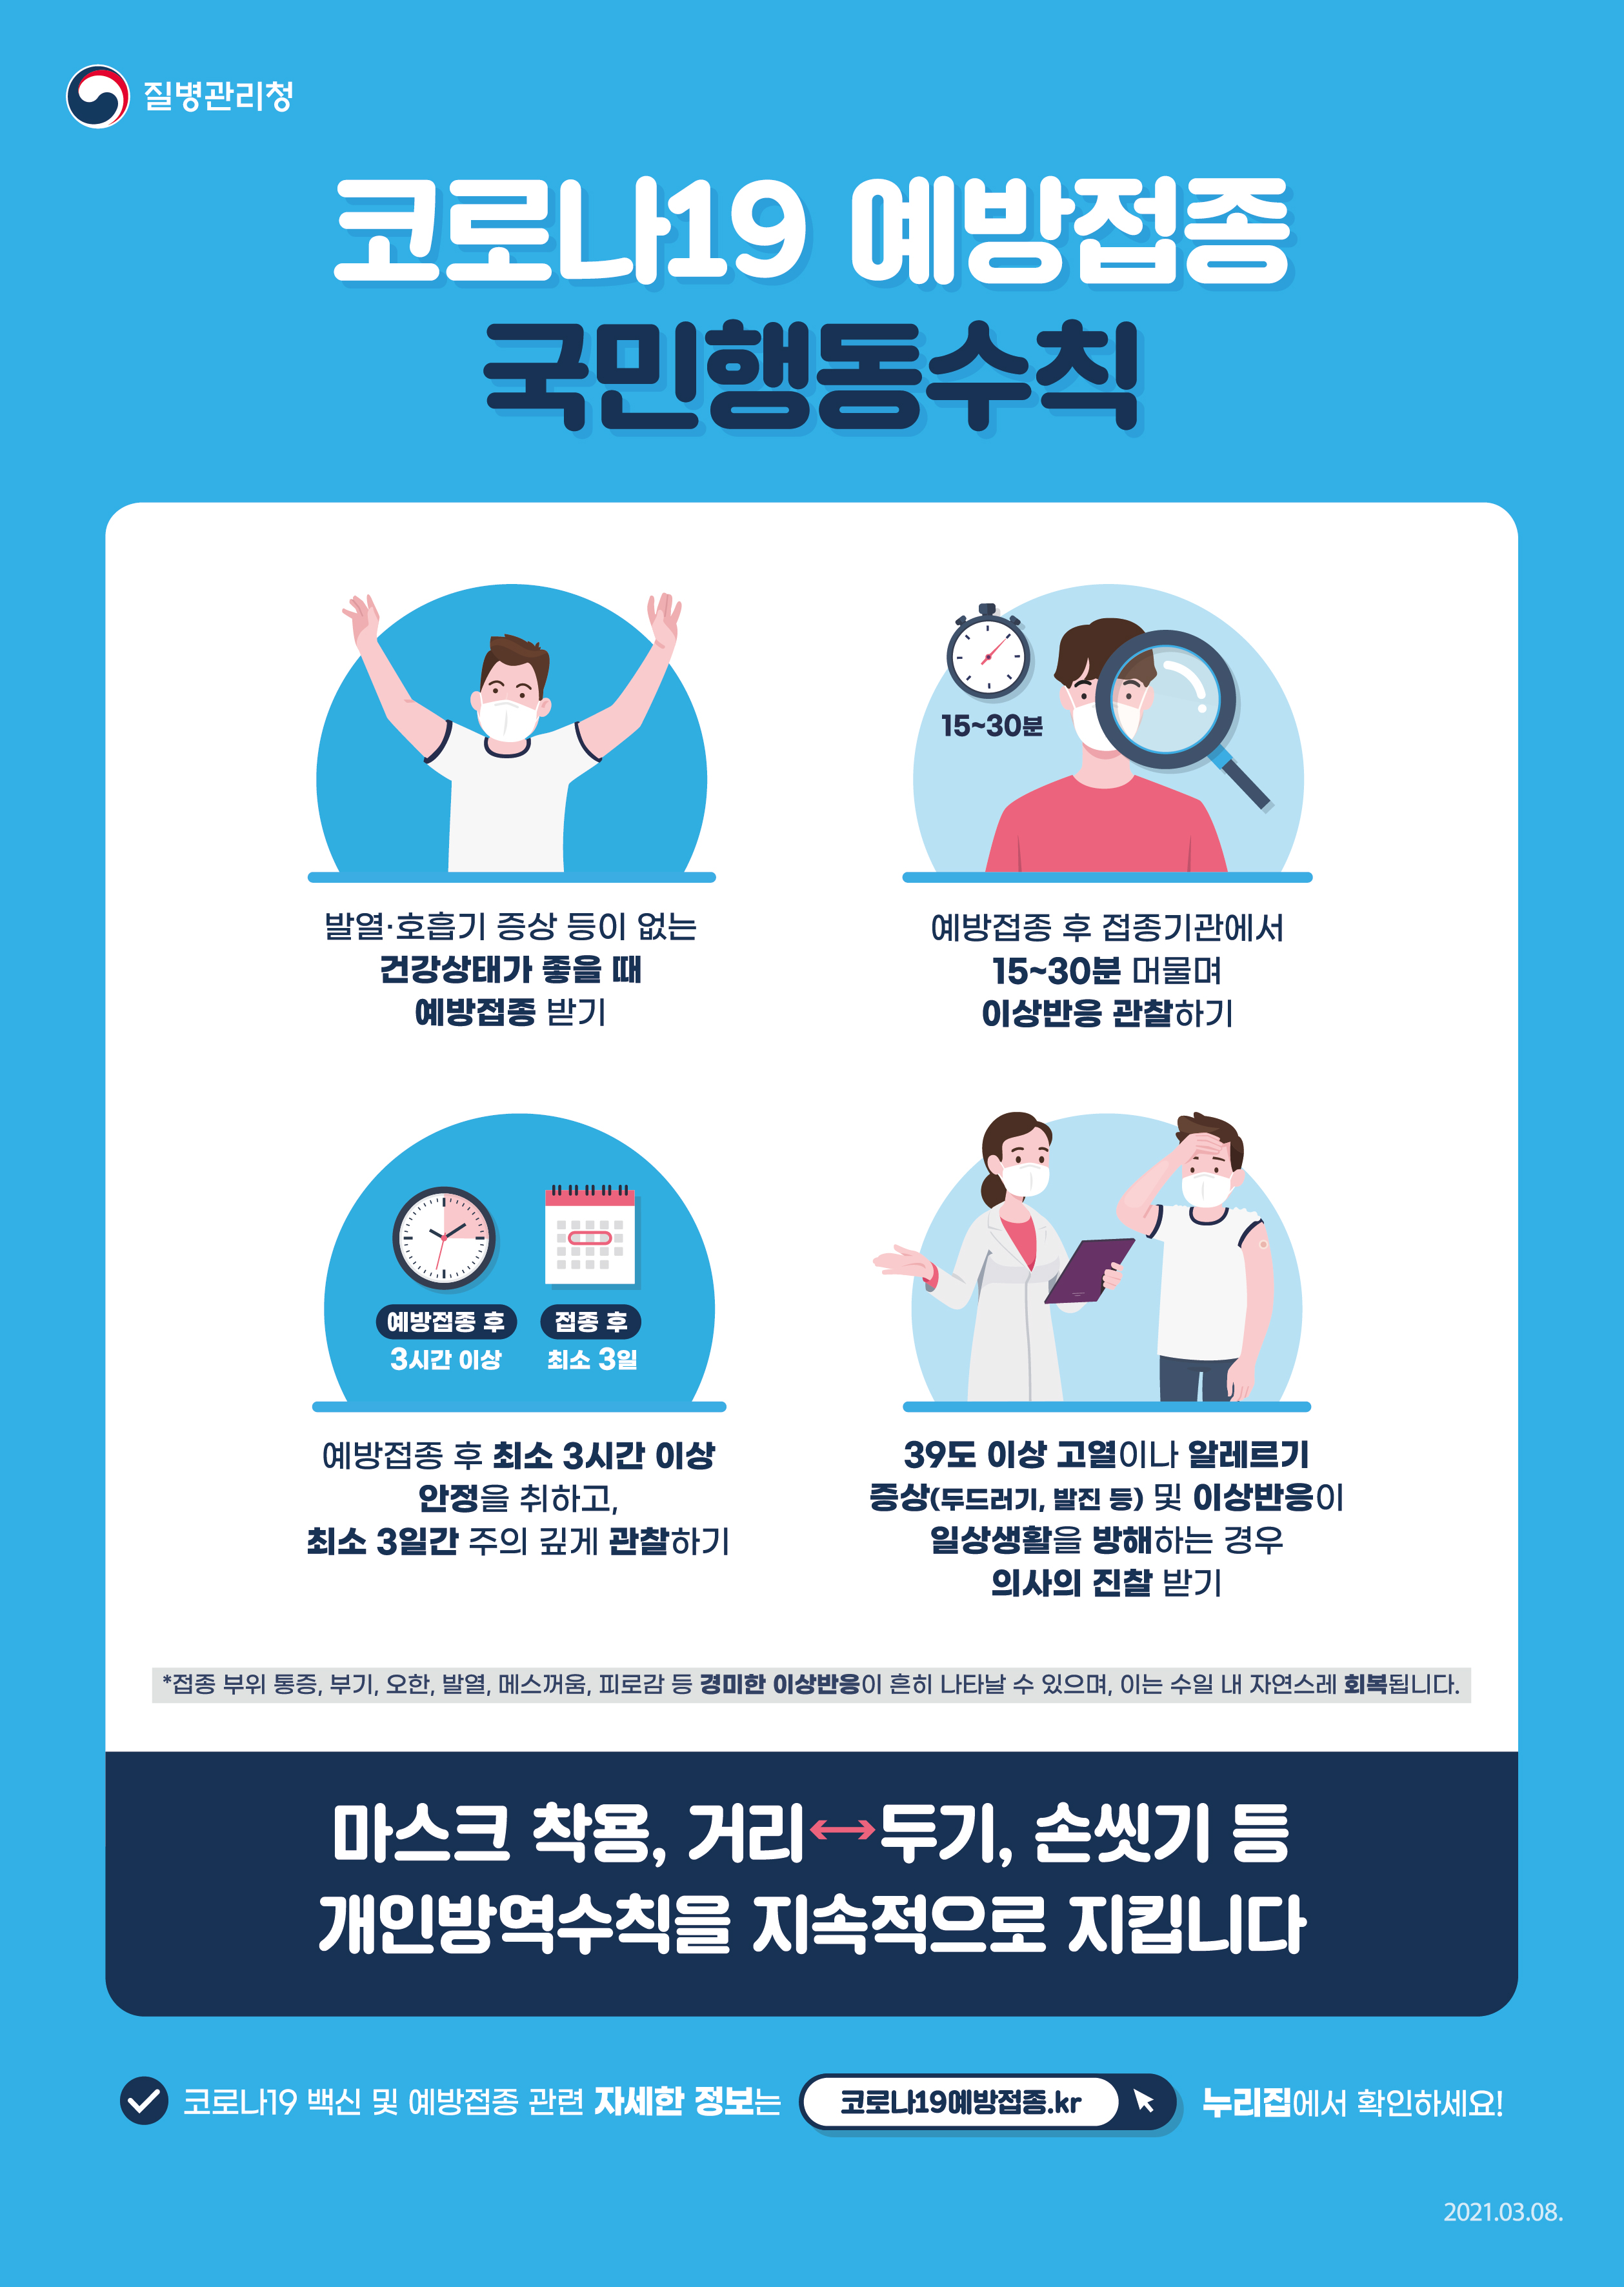 질병관리청
코로나19 예방접종
국민행동수칙
15~30분
발열·호흡기 증상 등이 없는
건강상태가 좋을 때
예방접종 받기
예방접종 후 접종기관에서
15~30분 머물며
이상반응 관찰하기
예방접종 후
3시간 이상
접종 후
최소 3일
예방접종 후 최소 3시간 이상
안정을 취하고,
최소 3일간 주의 깊게 관찰하기
39도 이상 고열이나 알레르기
증상(두드러기, 발진 등) 및 이상반응이
일상생활을 방해하는 경우
의사의 진찰 받기
*접종 부위 통증, 부기, 오한, 발열, 메스꺼움, 피로감 등 경미한 이상반응이 흔히 나타날 수 있으며, 이는 수일 내 자연스레 회복됩니다.
마스크 착용, 거리↔두기, 손씻기 등
개인방역수칙을 지속적으로 지킵니다
코로나19 백신 및 예방접종 관련 자세한 정보는 코로나19예방접종.kr 누리집에서 확인하세요!
2021.03.08.